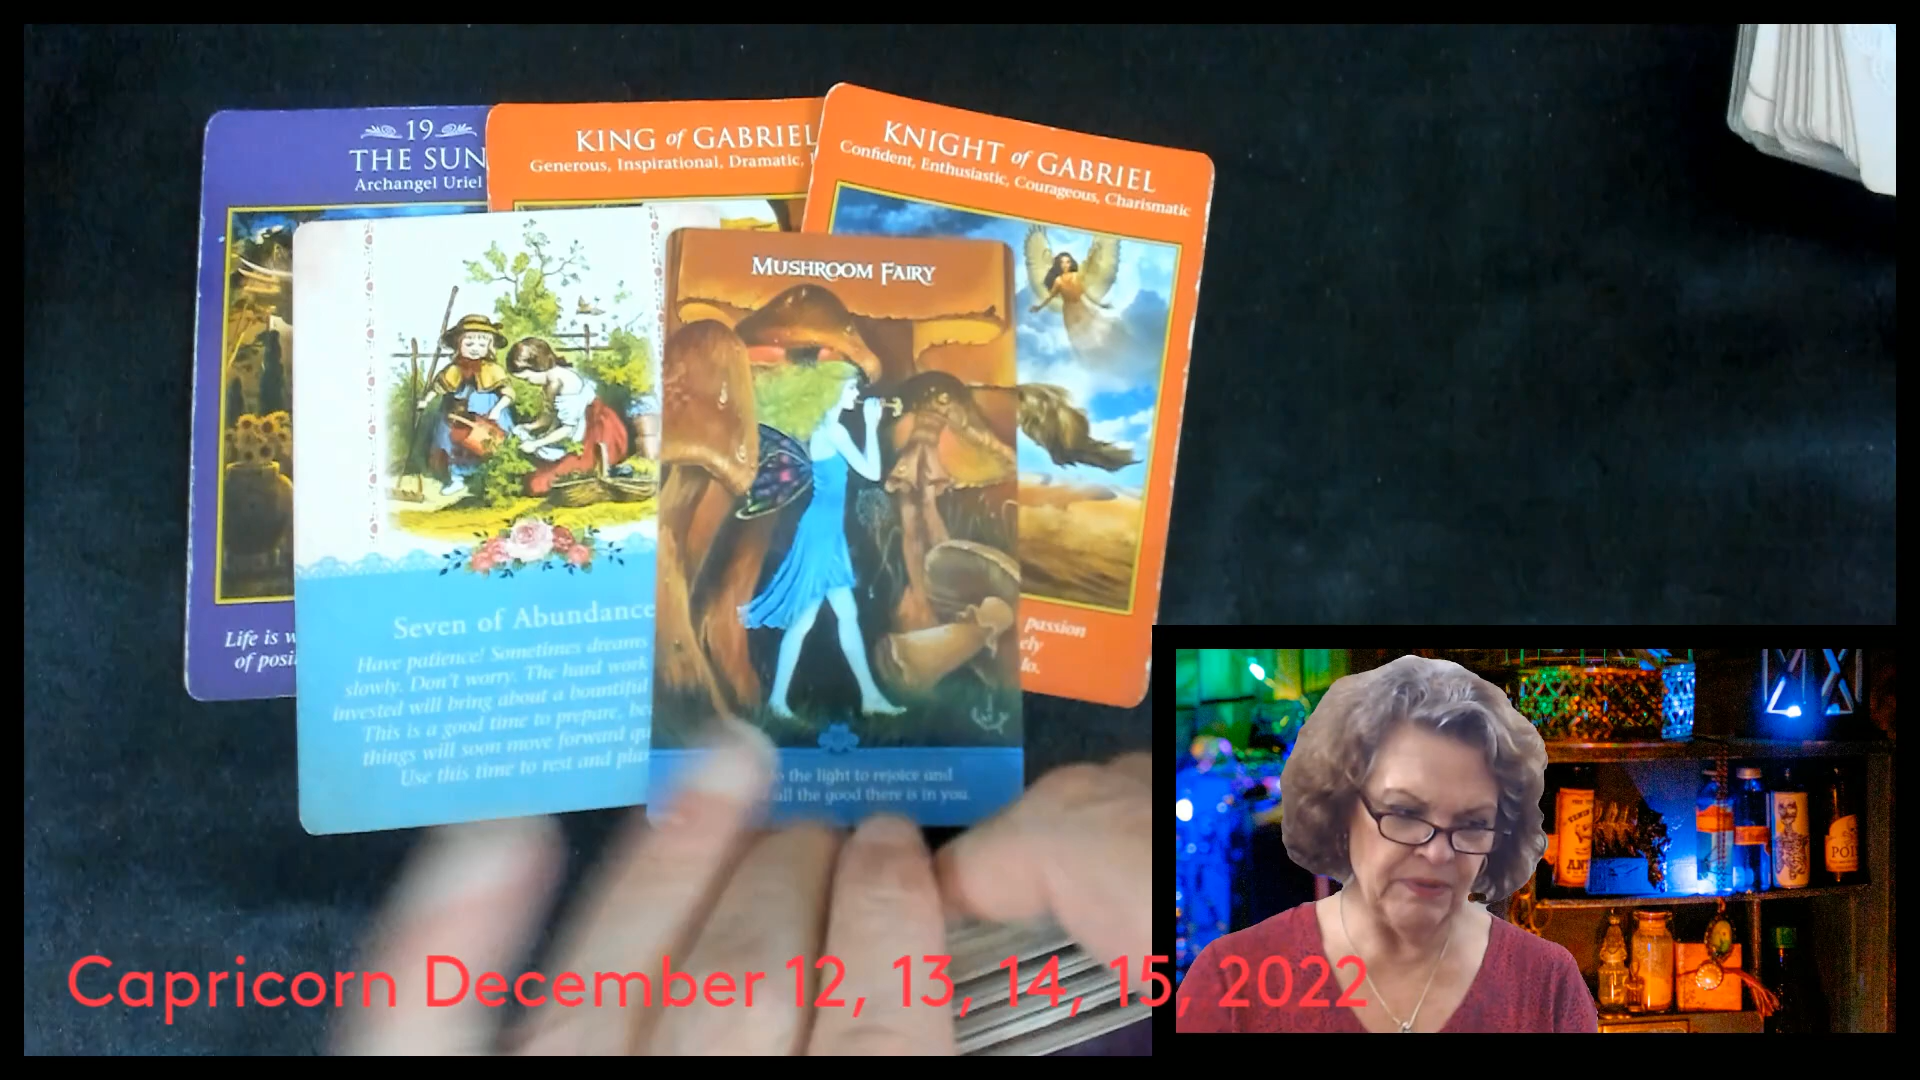 19
THE SUN
Archangel Uriel
Life is
of
KING of GABRIEL
Generous, Inspirational, Dramatic,
KNIGHT of GABRIEL
Confident, Enthusiastic, Courageous, Charismatic
passion
Seven of Abundance
Have patience! Sometimes dreams
slowly. Don't worry. The hard work
invested will bring about a bountiful
This is a good time to prepare,
things will soon move forward
Use this time to rest and
MUSHROOM FAIRY
the light to rejoice and
all the good there is in you.
Capricorn December 12, 13, 14, 15, 2022